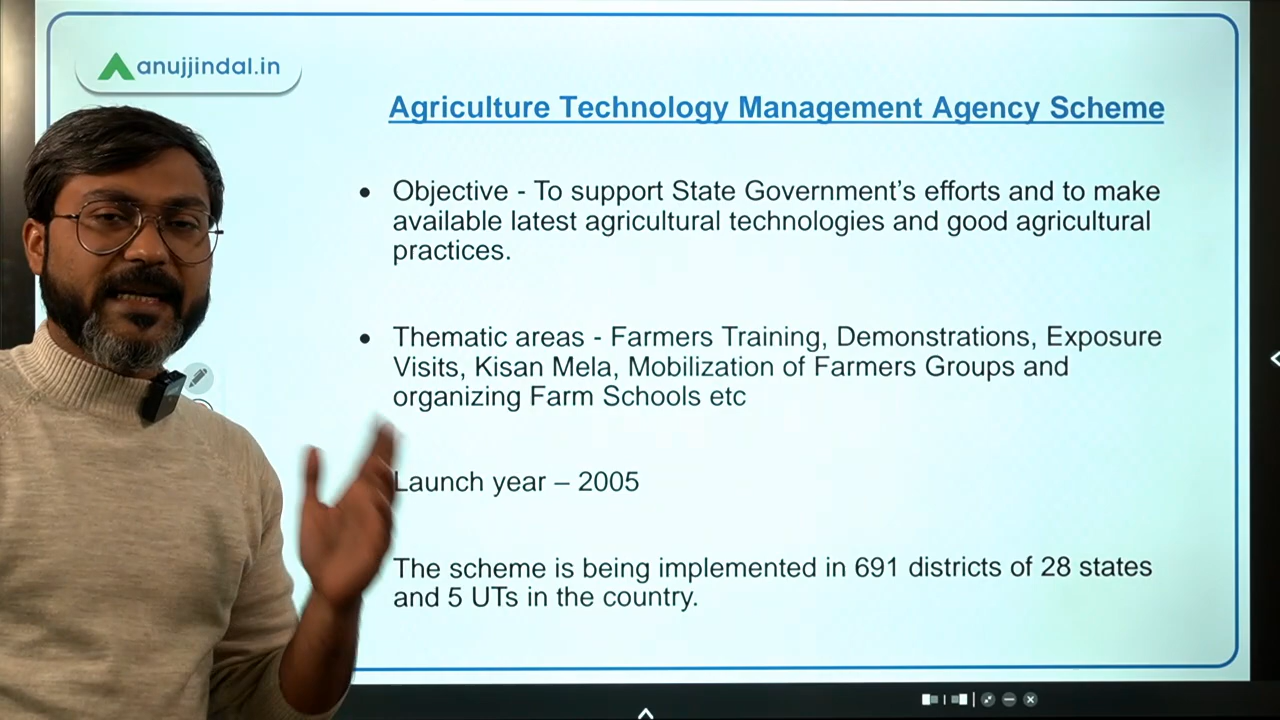 anujjindal.in
Agriculture Technology Management Agency Scheme
Objective - To support State Government's efforts and to make
available latest agricultural technologies and good agricultural
practices.
Thematic areas - Farmers Training, Demonstrations, Exposure
Visits, Kisan Mela, Mobilization of Farmers Groups and
organizing Farm Schools etc
Launch year – 2005
The scheme is being implemented in 691 districts of 28 states
and 5 UTs in the country.